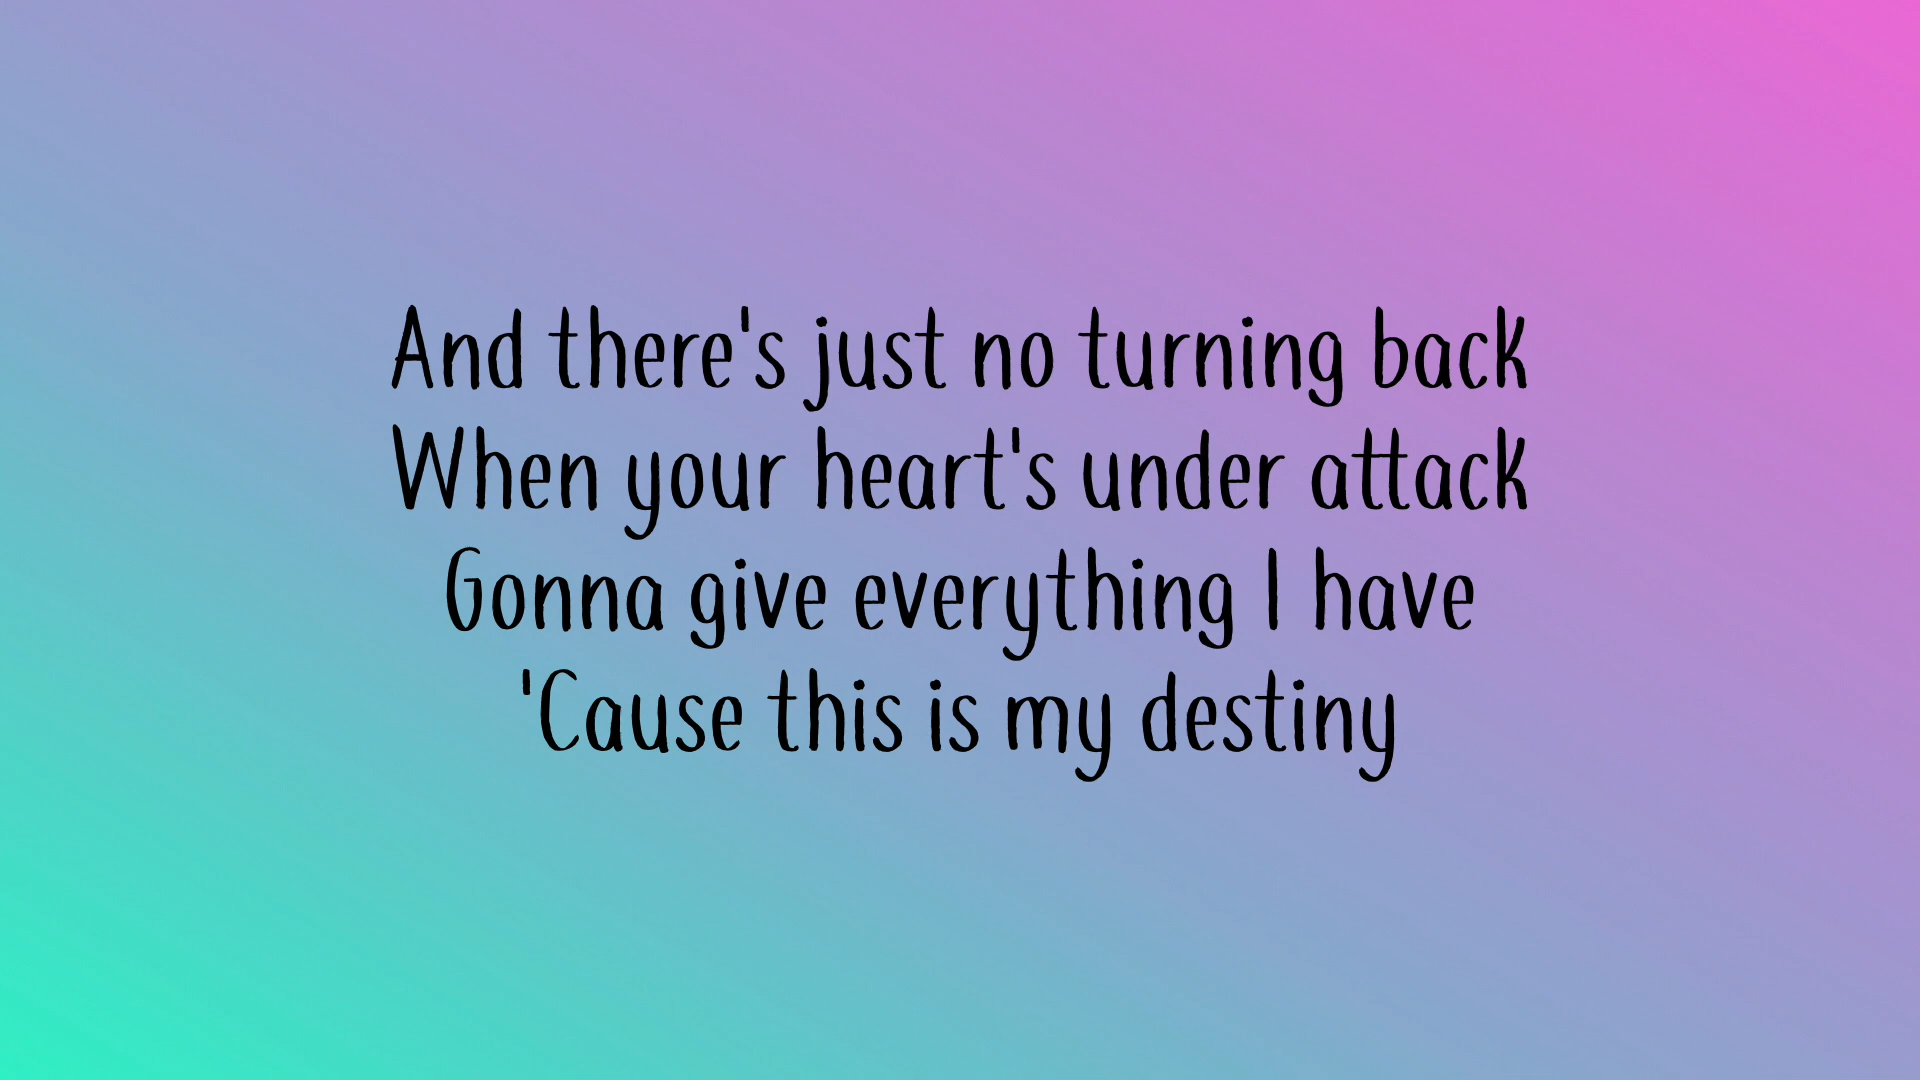 And there's just no turning back
When your heart's under attack
Gonna give everything I have
'Cause this is my destiny